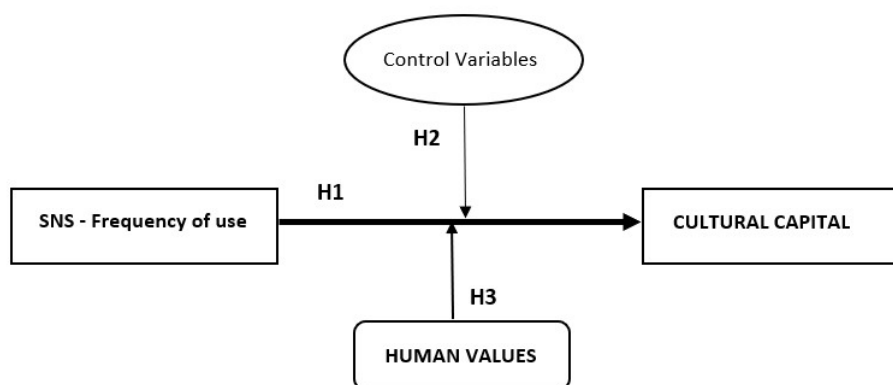 Control Variables
H2
H1
SNS - Frequency of use
CULTURAL CAPITAL
H3
HUMAN VALUES